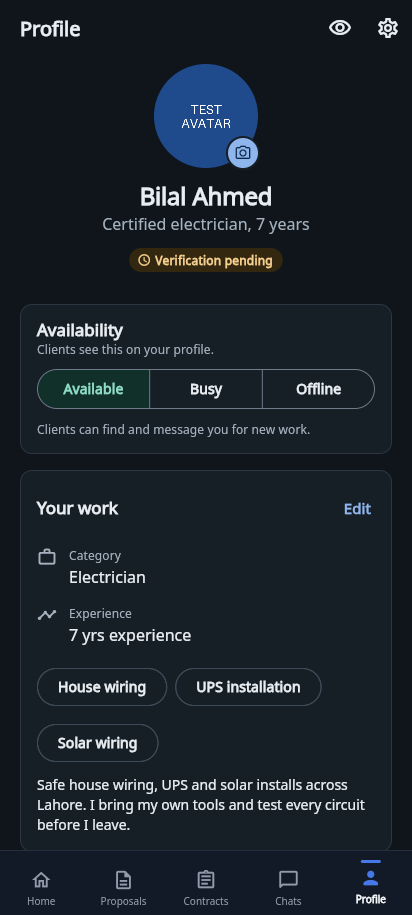 Profile
TEST
AVATAR
Bilal Ahmed
Certified electrician, 7 years
Verification pending
Availability
Clients see this on your profile.
Available Busy Offline
Clients can find and message you for new work.
Your work Edit
Category
Electrician
Experience
7 yrs experience
House wiring UPS installation
Solar wiring
Safe house wiring, UPS and solar installs across
Lahore. I bring my own tools and test every circuit
before I leave.
Home Proposals Contracts Chats Profile